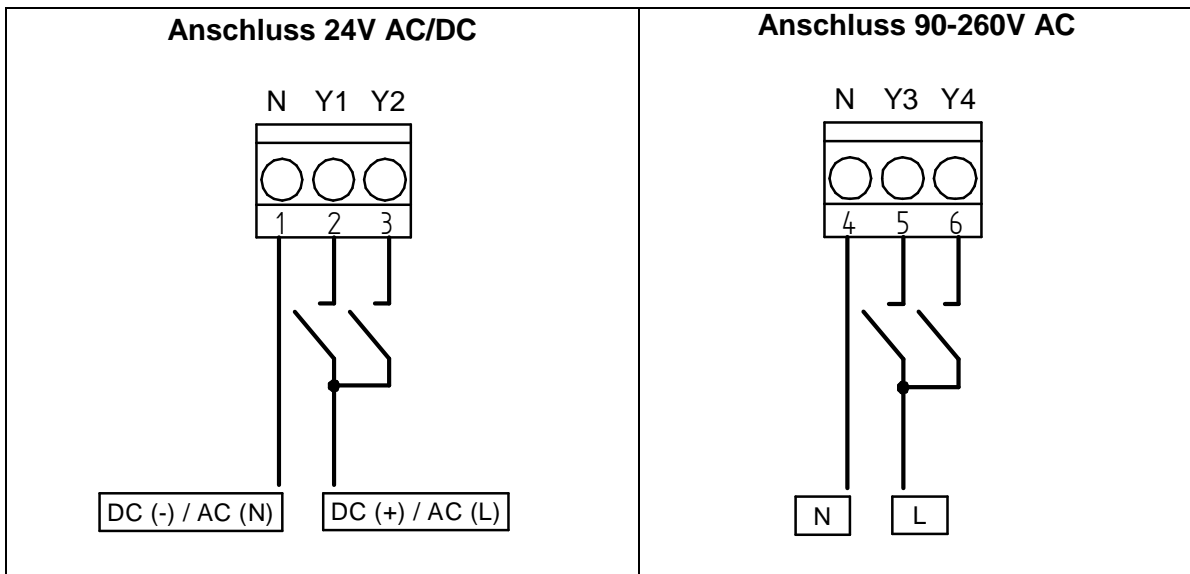 Anschluss 24V AC/DC
N Y1 Y2
1 2 3
DC (-) / AC (N) DC (+) / AC (L)
Anschluss 90-260V AC
N Y3 Y4
4 5 6
N L